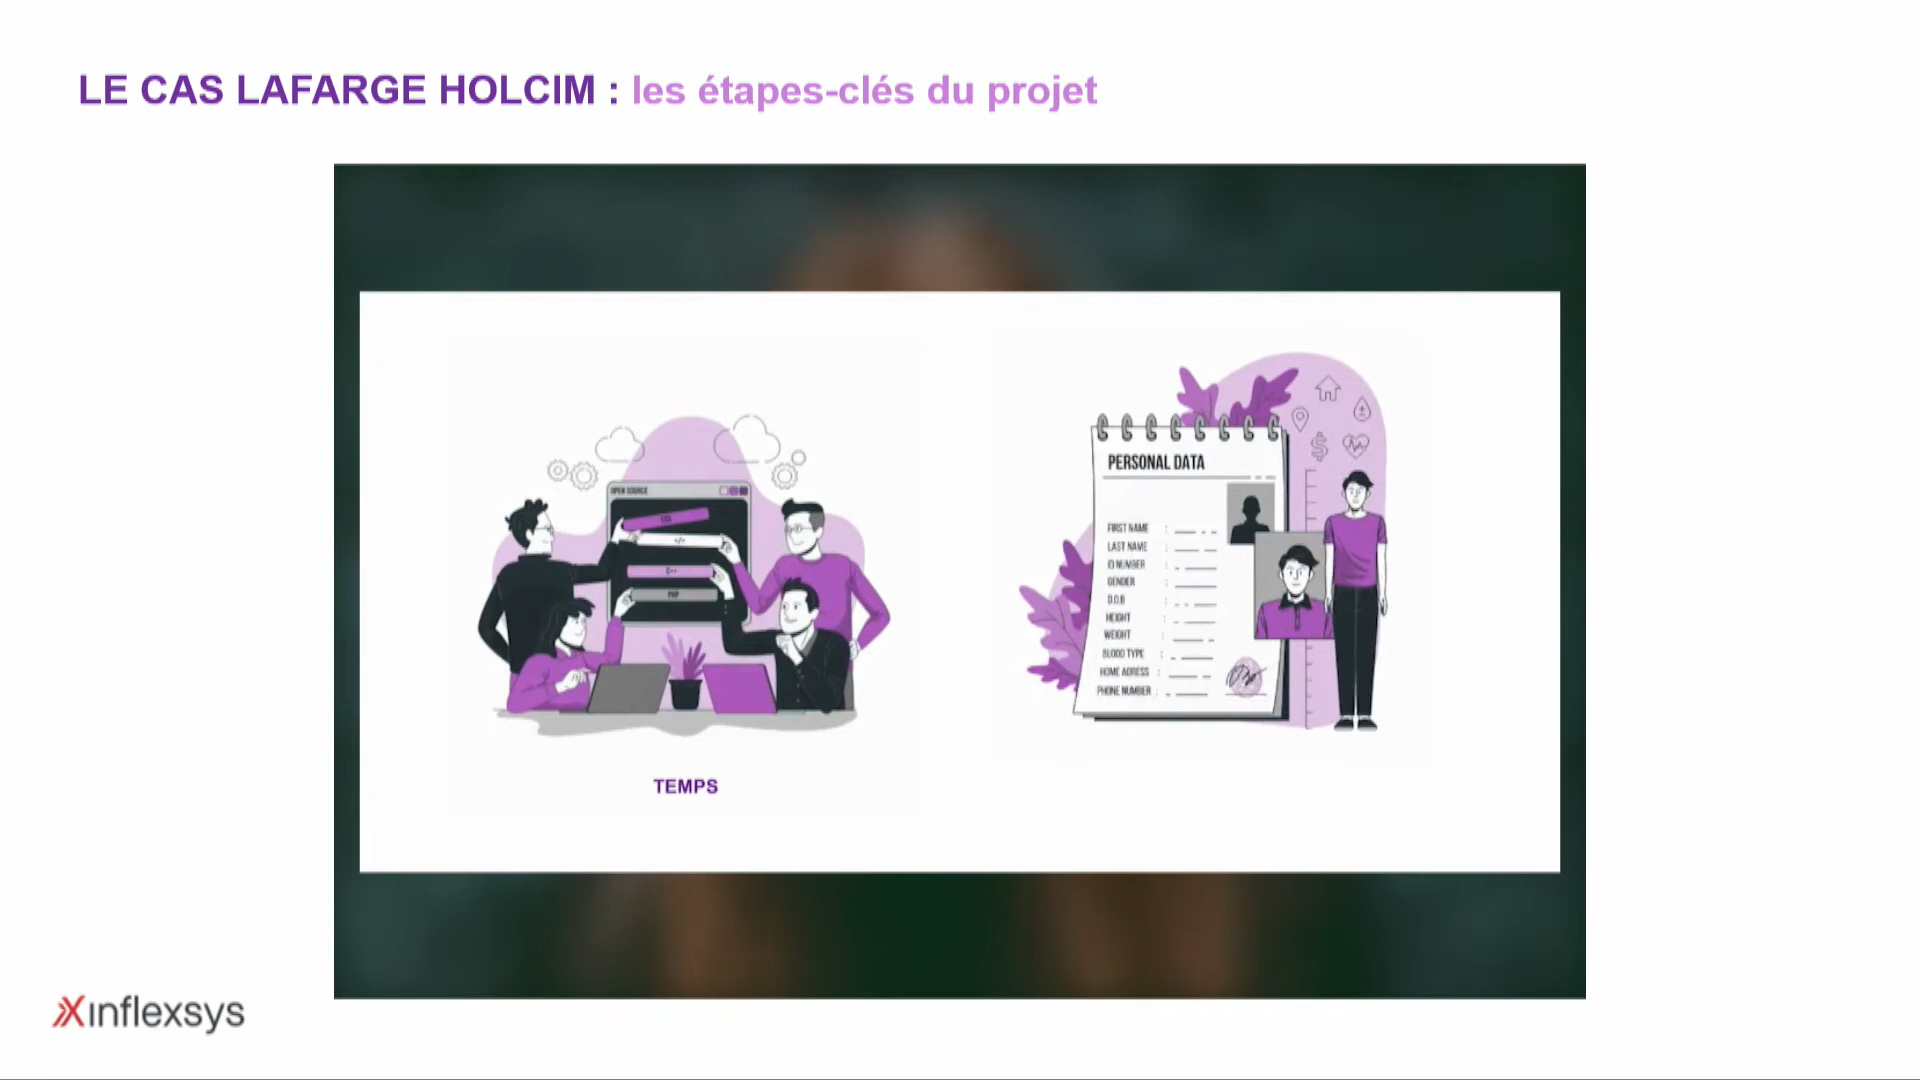 LE CAS LAFARGE HOLCIM : les étapes-clés du projet
OPEN SOURCE
</>
C++
PHP
TEMPS
PERSONAL DATA
FIRST NAME :
LAST NAME :
ID NUMBER :
GENDER :
D.O.B :
HEIGHT :
WEIGHT :
BLOOD TYPE :
HOME ADRESS :
PHONE NUMBER :
inflexsys